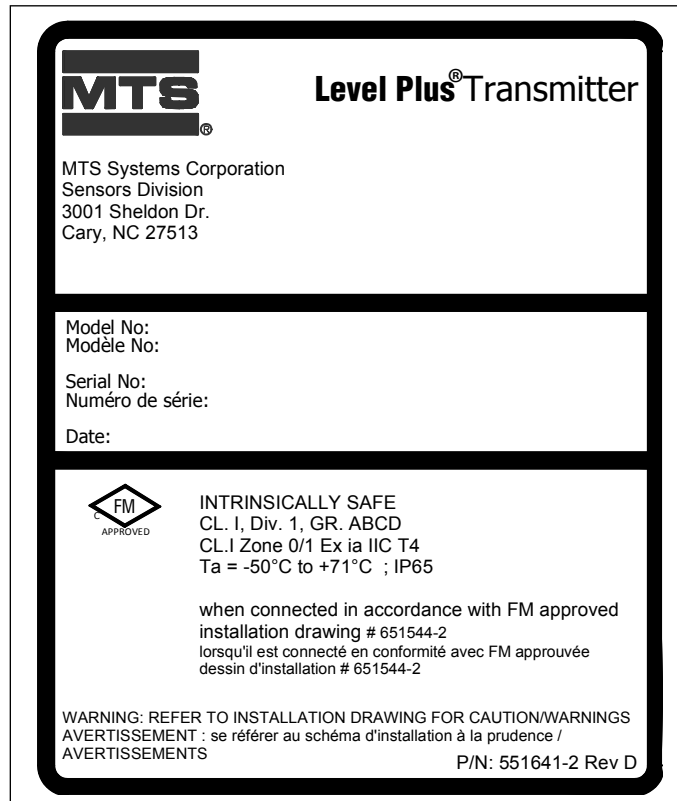 MTS®
Level Plus® Transmitter
MTS Systems Corporation
Sensors Division
3001 Sheldon Dr.
Cary, NC 27513
Model No:
Modèle No:
Serial No:
Numéro de série:
Date:
C FM
APPROVED
INTRINSICALLY SAFE
CL. I, Div. 1, GR. ABCD
CL.I Zone 0/1 Ex ia IIC T4
Ta = -50°C to +71°C ; IP65
when connected in accordance with FM approved
installation drawing # 651544-2
lorsqu'il est connecté en conformité avec FM approuvée
dessin d'installation # 651544-2
WARNING: REFER TO INSTALLATION DRAWING FOR CAUTION/WARNINGS
AVERTISSEMENT : se référer au schéma d'installation à la prudence /
AVERTISSEMENTS
P/N: 551641-2 Rev D